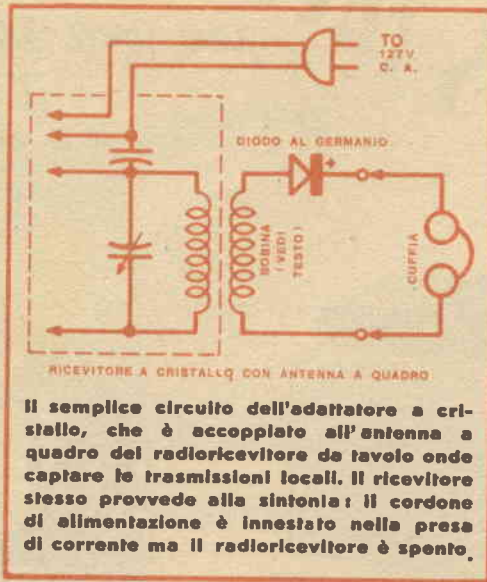 TO
127V
C. A.
DIODO AL GERMANIO
+
BOBINA
(VEDI
TESTO)
CUFFIA
RICEVITORE A CRISTALLO CON ANTENNA A QUADRO
Il semplice circuito dell'adattatore a cri-
stallo, che è accoppiato all'antenna a
quadro del radioricevitore da tavolo onde
captare le trasmissioni locali. Il ricevitore
stesso provvede alla sintonia: il cordone
di alimentazione è innestato nella presa
di corrente ma il radioricevitore è spento.